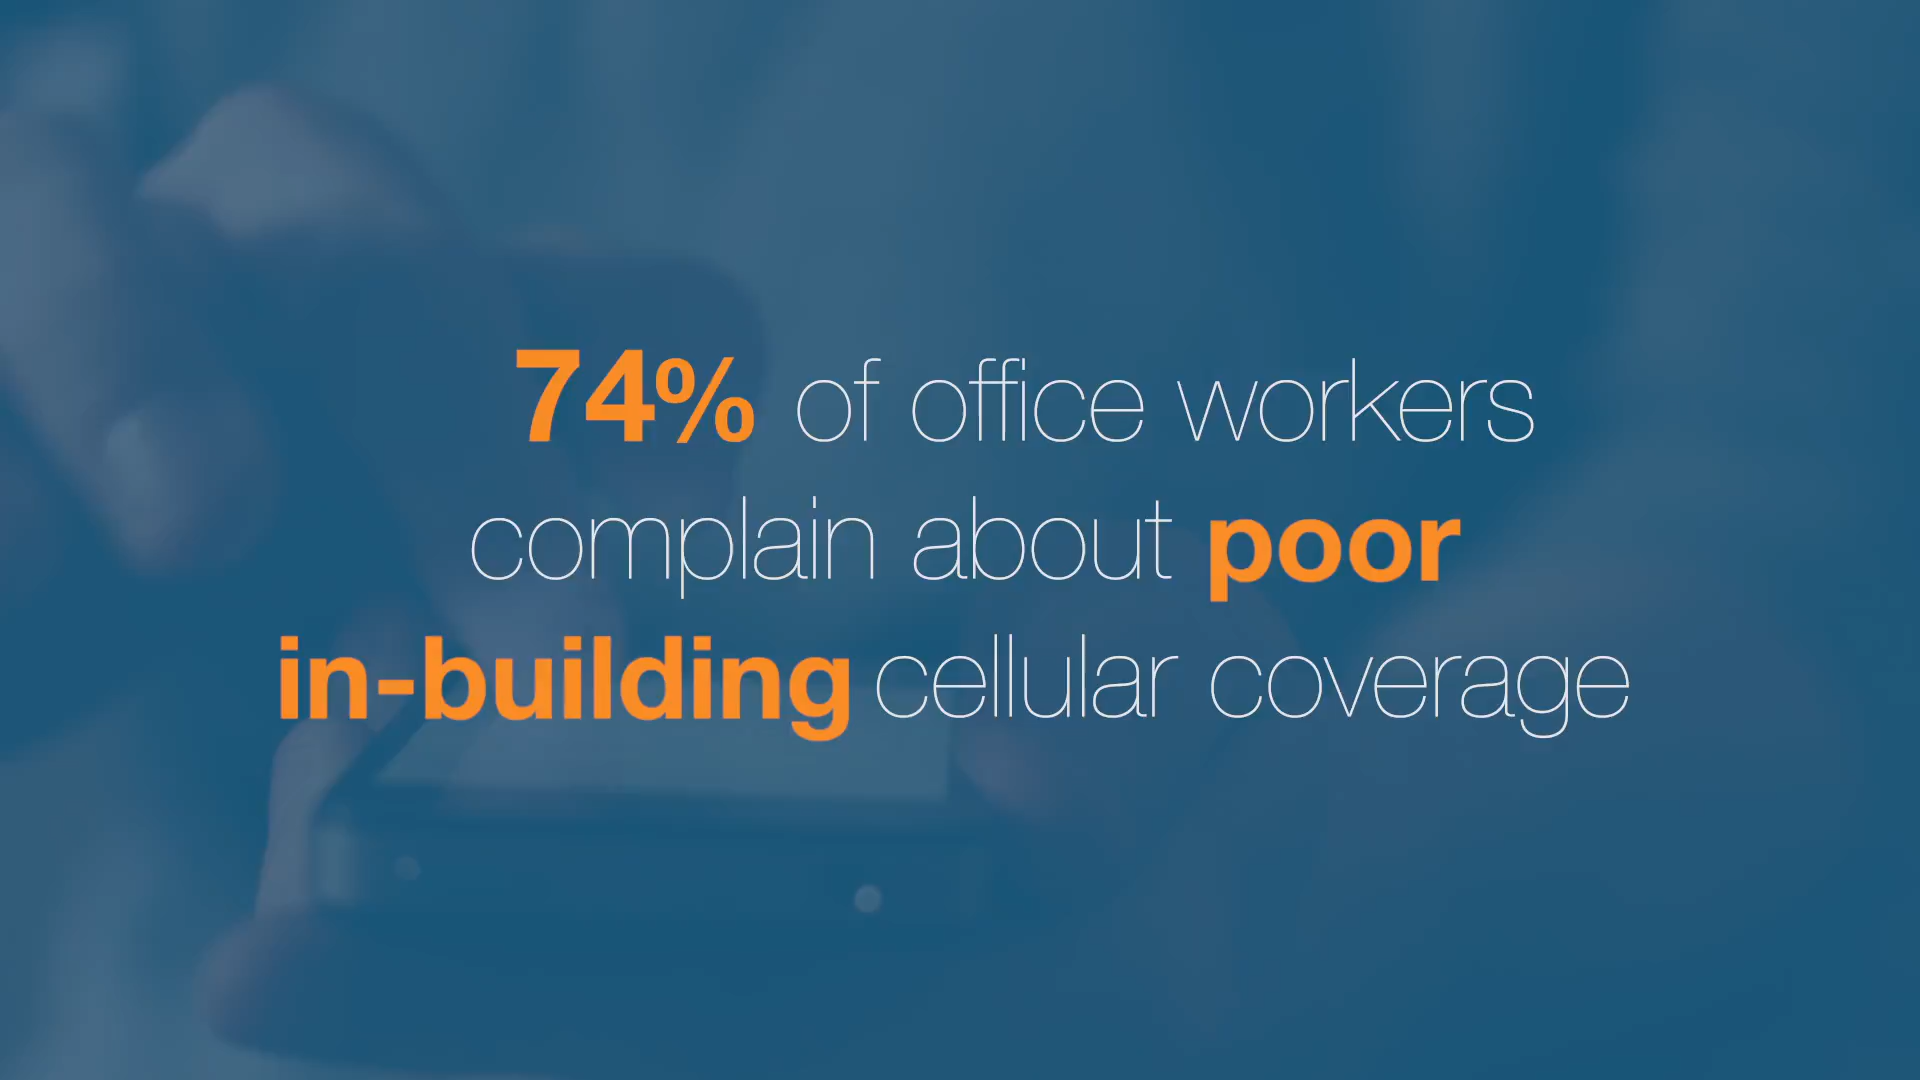 74% of office workers
complain about poor
in-building cellular coverage